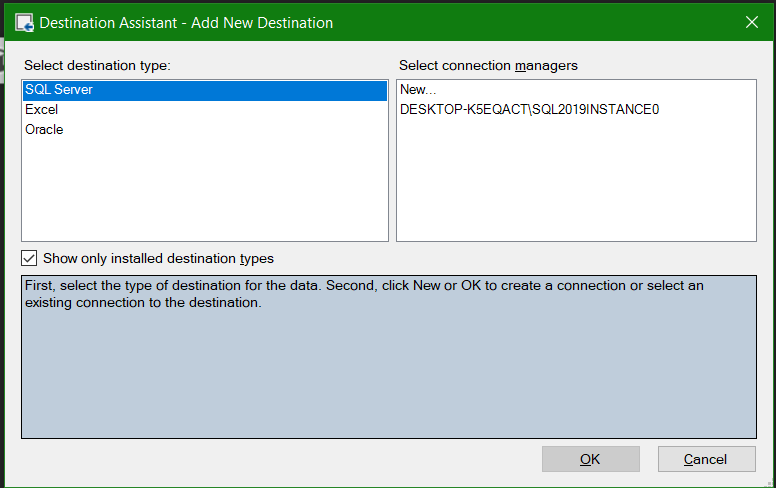 Destination Assistant - Add New Destination
Select destination type:
SQL Server
Excel
Oracle
Select connection managers
New...
DESKTOP-K5EQACT\SQL2019INSTANCE0
Show only installed destination types
First, select the type of destination for the data. Second, click New or OK to create a connection or select an
existing connection to the destination.
OK
Cancel